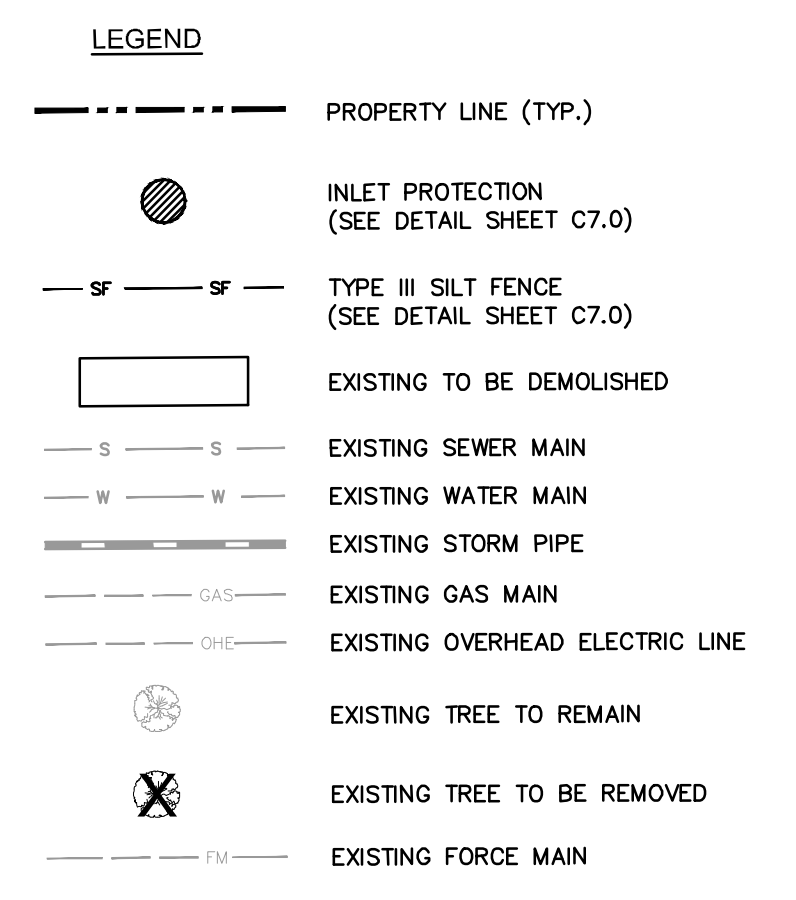 LEGEND
PROPERTY LINE (TYP.)
INLET PROTECTION
(SEE DETAIL SHEET C7.0)
SF SF TYPE III SILT FENCE
(SEE DETAIL SHEET C7.0)
EXISTING TO BE DEMOLISHED
S S EXISTING SEWER MAIN
W W EXISTING WATER MAIN
EXISTING STORM PIPE
GAS EXISTING GAS MAIN
OHE EXISTING OVERHEAD ELECTRIC LINE
EXISTING TREE TO REMAIN
EXISTING TREE TO BE REMOVED
FM EXISTING FORCE MAIN